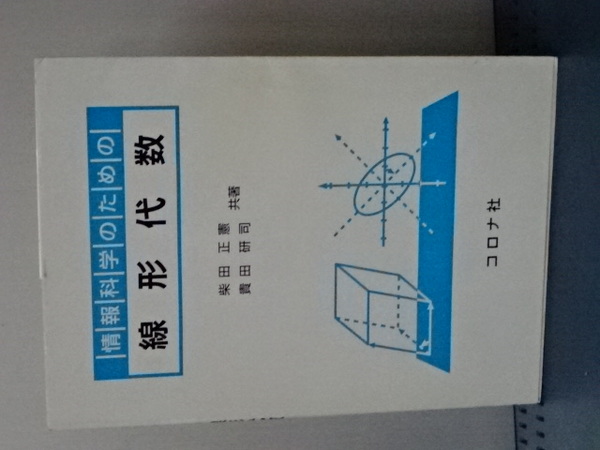 情報科学のための
線形代数
柴田正憲
貴田研司
共著
コロナ社